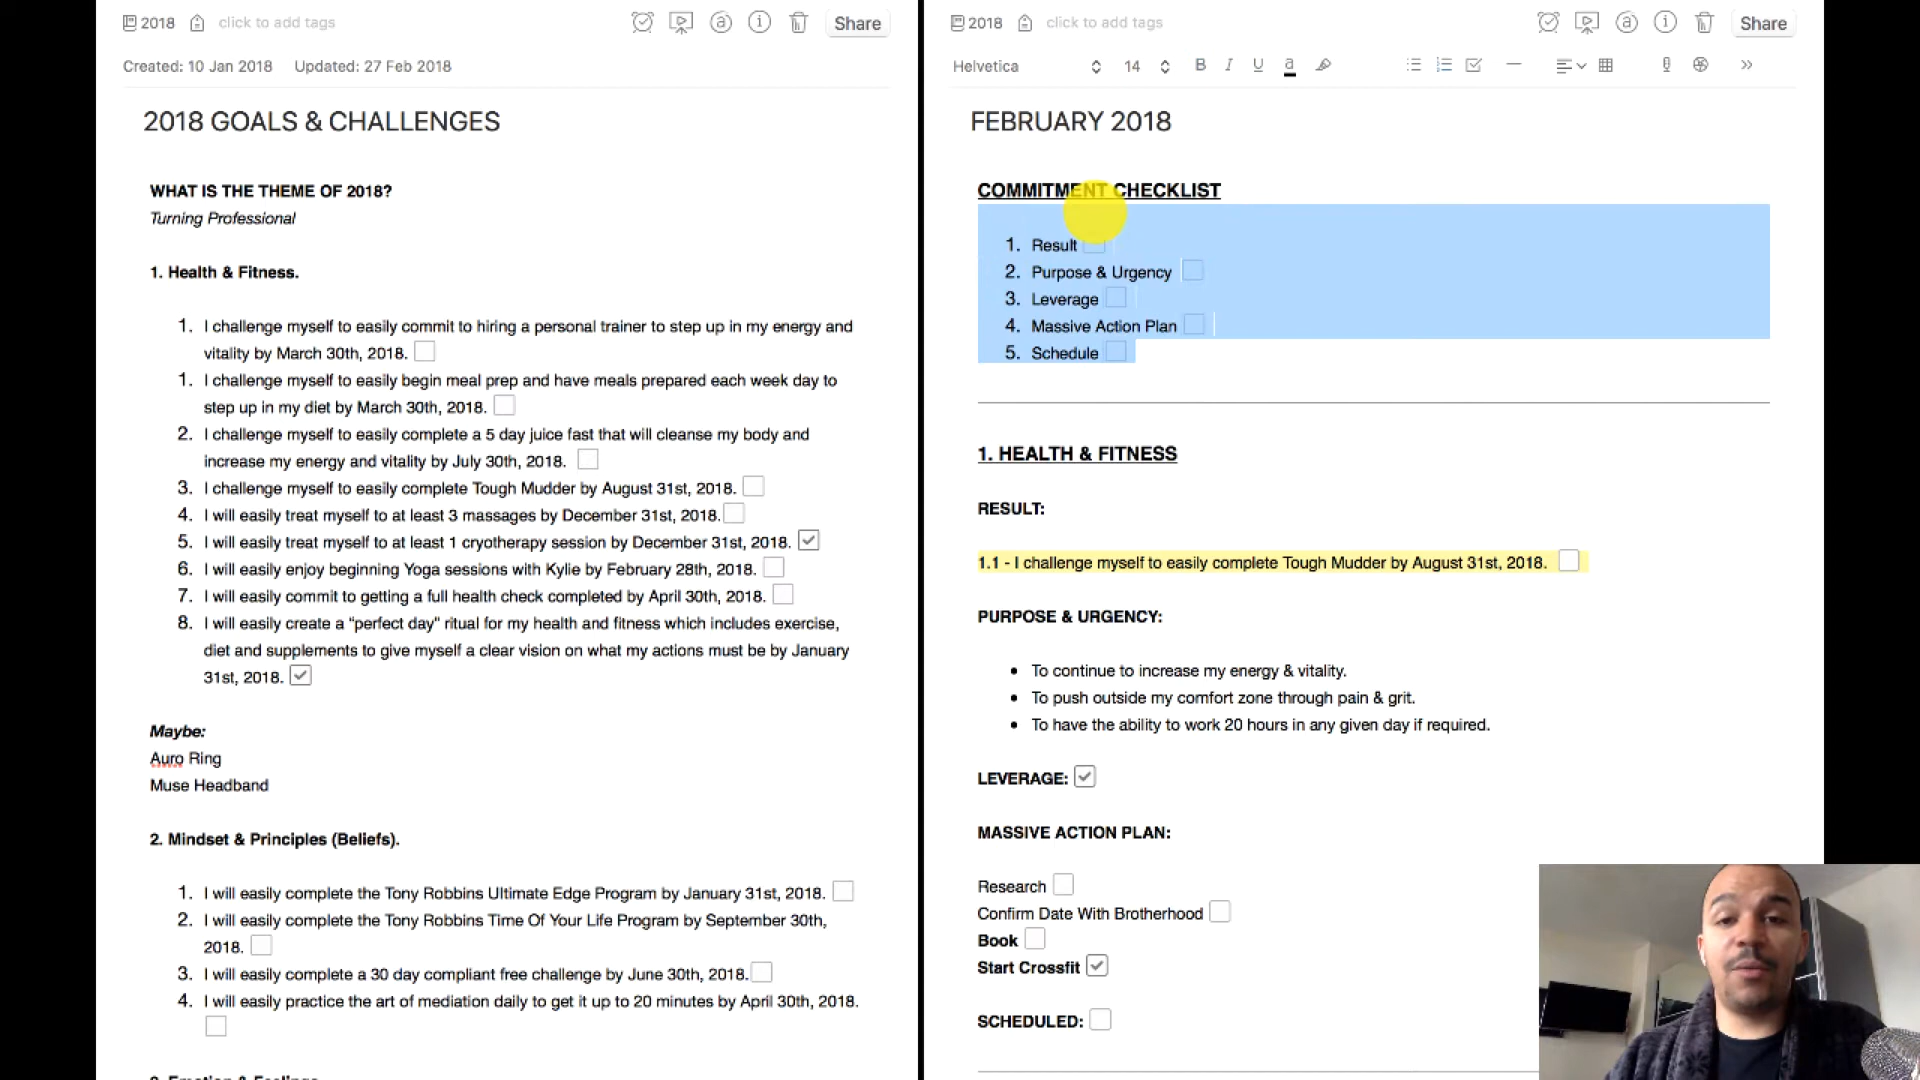 2018 click to add tags Share
Created: 10 Jan 2018 Updated: 27 Feb 2018
2018 GOALS & CHALLENGES
WHAT IS THE THEME OF 2018?
Turning Professional
1. Health & Fitness.
1. I challenge myself to easily commit to hiring a personal trainer to step up in my energy and
vitality by March 30th, 2018.
1. I challenge myself to easily begin meal prep and have meals prepared each week day to
step up in my diet by March 30th, 2018.
2. I challenge myself to easily complete a 5 day juice fast that will cleanse my body and
increase my energy and vitality by July 30th, 2018.
3. I challenge myself to easily complete Tough Mudder by August 31st, 2018.
4. I will easily treat myself to at least 3 massages by December 31st, 2018.
5. I will easily treat myself to at least 1 cryotherapy session by December 31st, 2018.
6. I will easily enjoy beginning Yoga sessions with Kylie by February 28th, 2018.
7. I will easily commit to getting a full health check completed by April 30th, 2018.
8. I will easily create a "perfect day" ritual for my health and fitness which includes exercise,
diet and supplements to give myself a clear vision on what my actions must be by January
31st, 2018.
Maybe:
Auro Ring
Muse Headband
2. Mindset & Principles (Beliefs).
1. I will easily complete the Tony Robbins Ultimate Edge Program by January 31st, 2018.
2. I will easily complete the Tony Robbins Time Of Your Life Program by September 30th,
2018.
3. I will easily complete a 30 day compliant free challenge by June 30th, 2018.
4. I will easily practice the art of mediation daily to get it up to 20 minutes by April 30th, 2018.
2018 click to add tags Share
Helvetica 14 B I U a
FEBRUARY 2018
COMMITMENT CHECKLIST
1. Result
2. Purpose & Urgency
3. Leverage
4. Massive Action Plan
5. Schedule
1. HEALTH & FITNESS
RESULT:
1.1 - I challenge myself to easily complete Tough Mudder by August 31st, 2018.
PURPOSE & URGENCY:
• To continue to increase my energy & vitality.
• To push outside my comfort zone through pain & grit.
• To have the ability to work 20 hours in any given day if required.
LEVERAGE:
MASSIVE ACTION PLAN:
Research
Confirm Date With Brotherhood
Book
Start Crossfit
SCHEDULED: